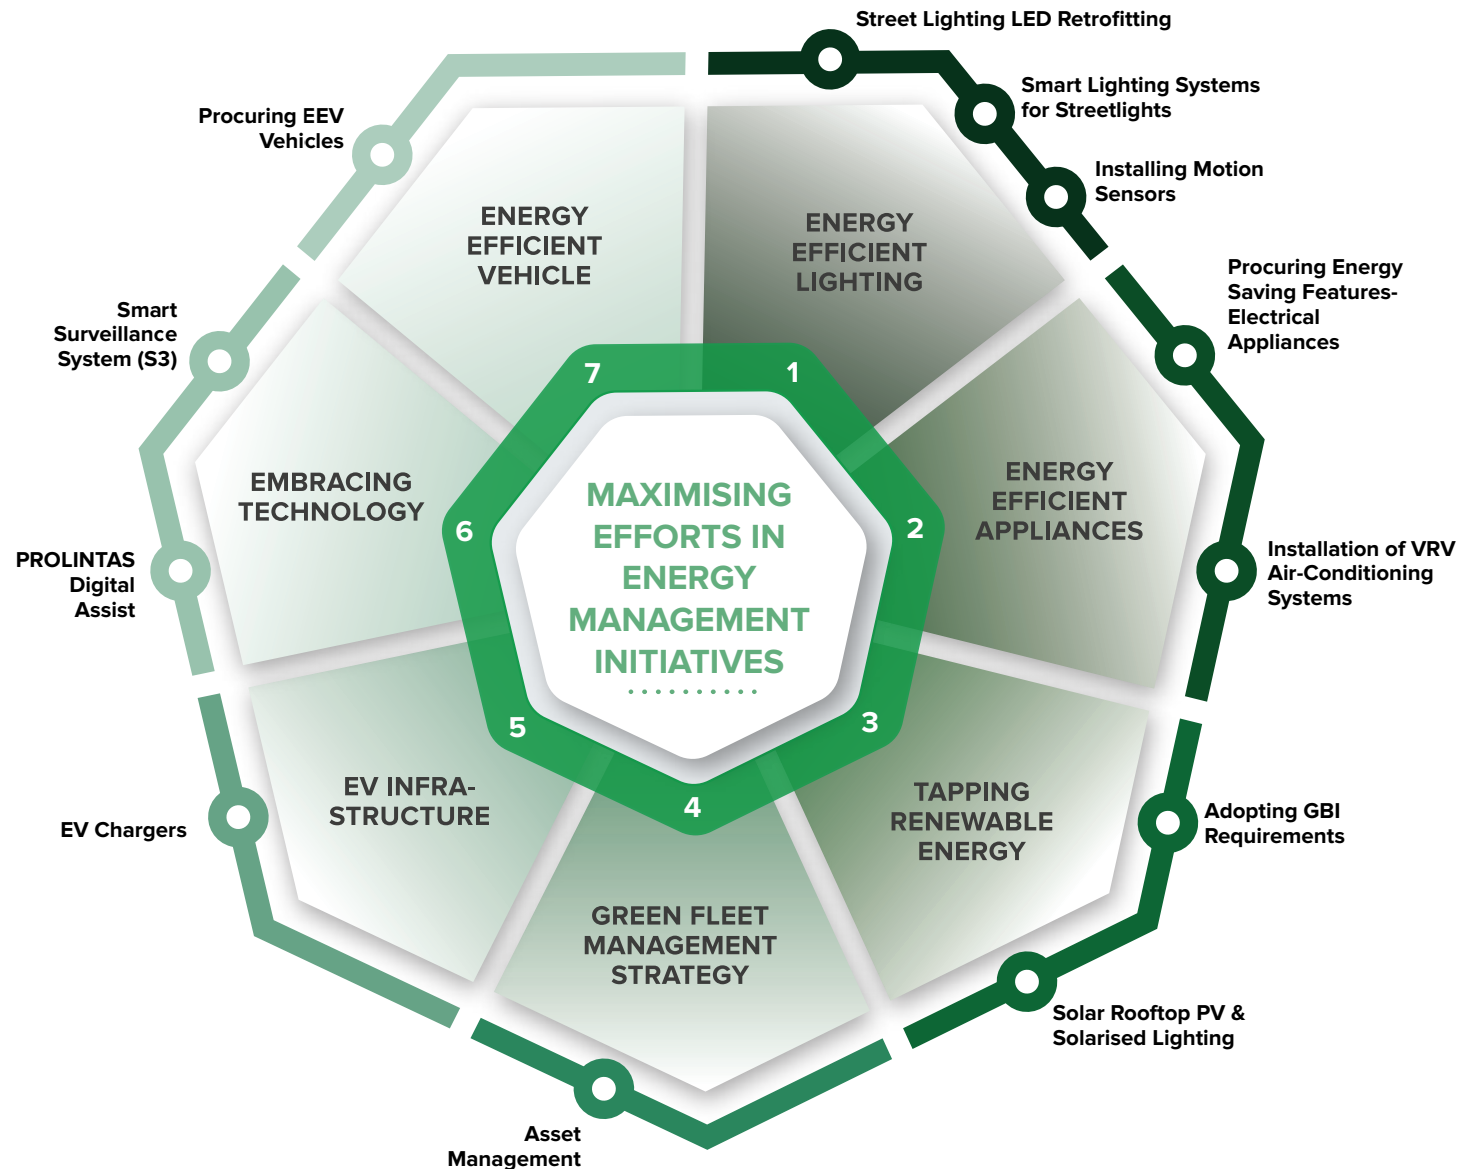 MAXIMISING
EFFORTS IN
ENERGY
MANAGEMENT
INITIATIVES
1
ENERGY
EFFICIENT
LIGHTING
Street Lighting LED Retrofitting
Smart Lighting Systems
for Streetlights
Installing Motion
Sensors
2
ENERGY
EFFICIENT
APPLIANCES
Procuring Energy
Saving Features-
Electrical
Appliances
Installation of VRV
Air-Conditioning
Systems
3
TAPPING
RENEWABLE
ENERGY
Adopting GBI
Requirements
Solar Rooftop PV &
Solarised Lighting
4
GREEN FLEET
MANAGEMENT
STRATEGY
Asset
Management
5
EV INFRA-
STRUCTURE
EV Chargers
6
EMBRACING
TECHNOLOGY
PROLINTAS
Digital
Assist
Smart
Surveillance
System (S3)
7
ENERGY
EFFICIENT
VEHICLE
Procuring EEV
Vehicles